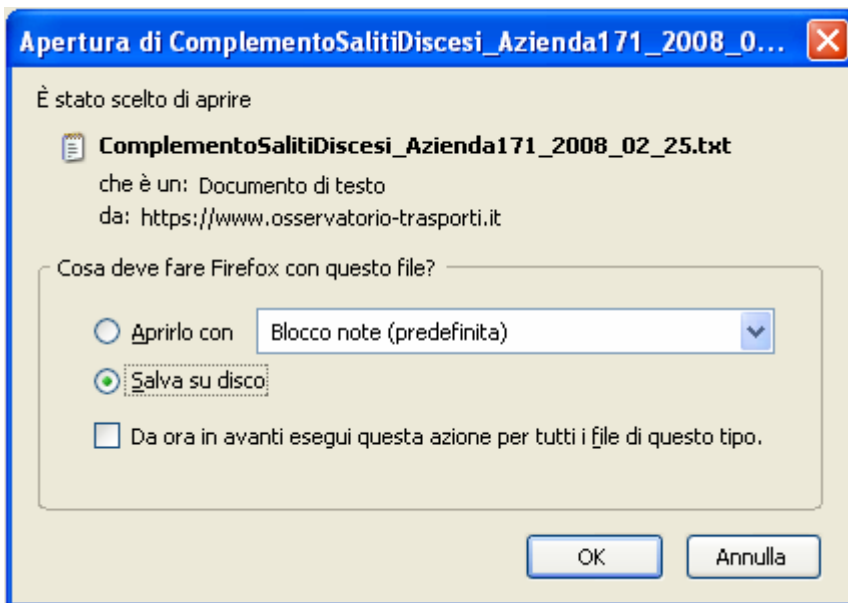 Apertura di ComplementoSalitiDiscesi_Azienda171_2008_0...
È stato scelto di aprire
ComplementoSalitiDiscesi_Azienda171_2008_02_25.txt
che è un: Documento di testo
da: https://www.osservatorio-trasporti.it
Cosa deve fare Firefox con questo file?
Aprirlo con Blocco note (predefinita)
Salva su disco
Da ora in avanti esegui questa azione per tutti i file di questo tipo.
OK Annulla